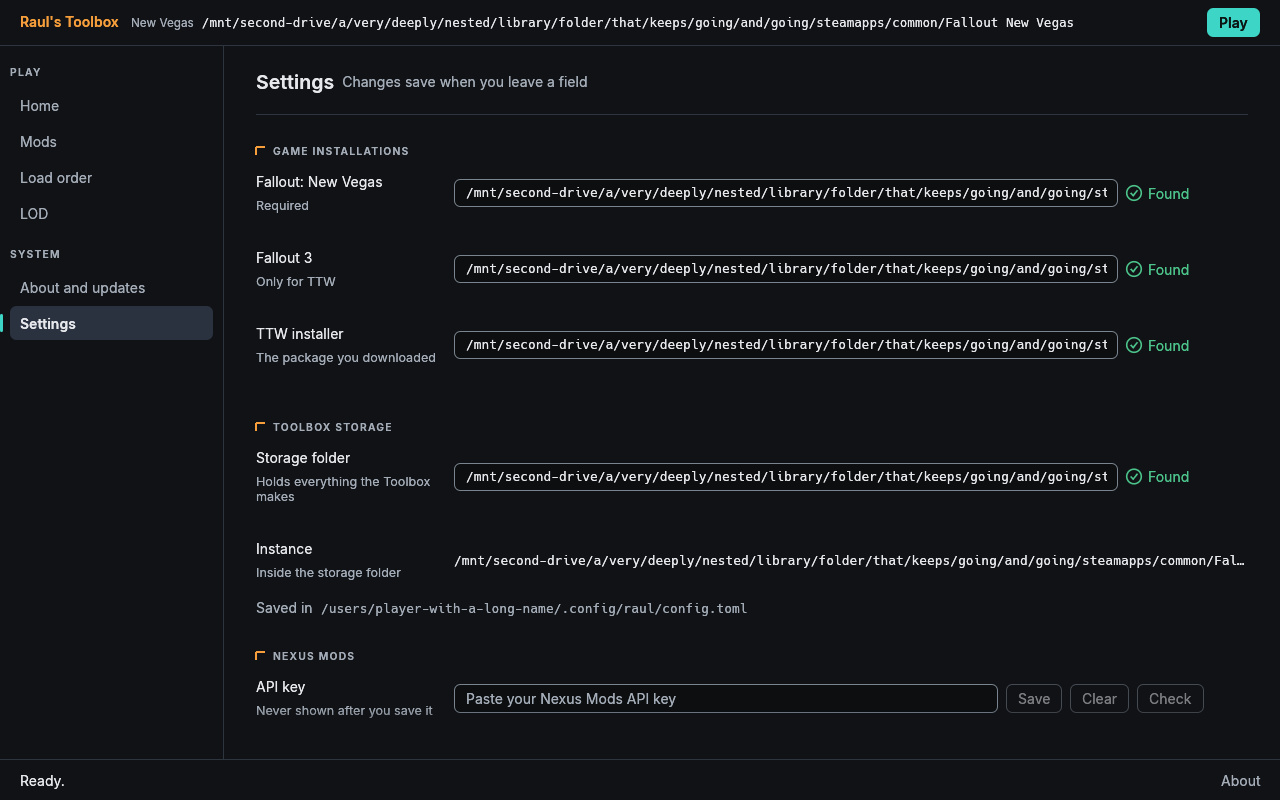 Raul's Toolbox New Vegas /mnt/second-drive/a/very/deeply/nested/library/folder/that/keeps/going/and/going/steamapps/common/Fallout New Vegas Play
PLAY
Home
Mods
Load order
LOD
SYSTEM
About and updates
Settings
Settings Changes save when you leave a field
GAME INSTALLATIONS
Fallout: New Vegas
Required
/mnt/second-drive/a/very/deeply/nested/library/folder/that/keeps/going/and/going/st Found
Fallout 3
Only for TTW
/mnt/second-drive/a/very/deeply/nested/library/folder/that/keeps/going/and/going/st Found
TTW installer
The package you downloaded
/mnt/second-drive/a/very/deeply/nested/library/folder/that/keeps/going/and/going/st Found
TOOLBOX STORAGE
Storage folder
Holds everything the Toolbox
makes
/mnt/second-drive/a/very/deeply/nested/library/folder/that/keeps/going/and/going/st Found
Instance
Inside the storage folder
/mnt/second-drive/a/very/deeply/nested/library/folder/that/keeps/going/and/going/steamapps/common/Fal…
Saved in /users/player-with-a-long-name/.config/raul/config.toml
NEXUS MODS
API key
Never shown after you save it
Paste your Nexus Mods API key Save Clear Check
Ready. About